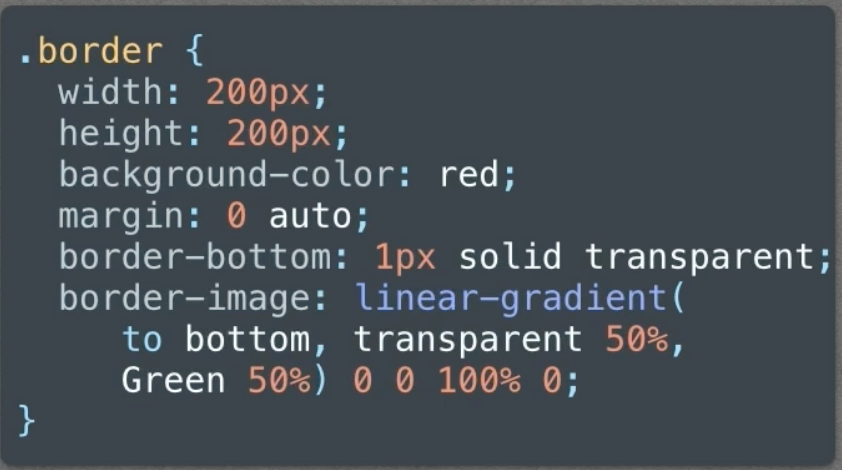 .border {
  width: 200px;
  height: 200px;
  background-color: red;
  margin: 0 auto;
  border-bottom: 1px solid transparent;
  border-image: linear-gradient(
     to bottom, transparent 50%,
     Green 50%) 0 0 100% 0;
}